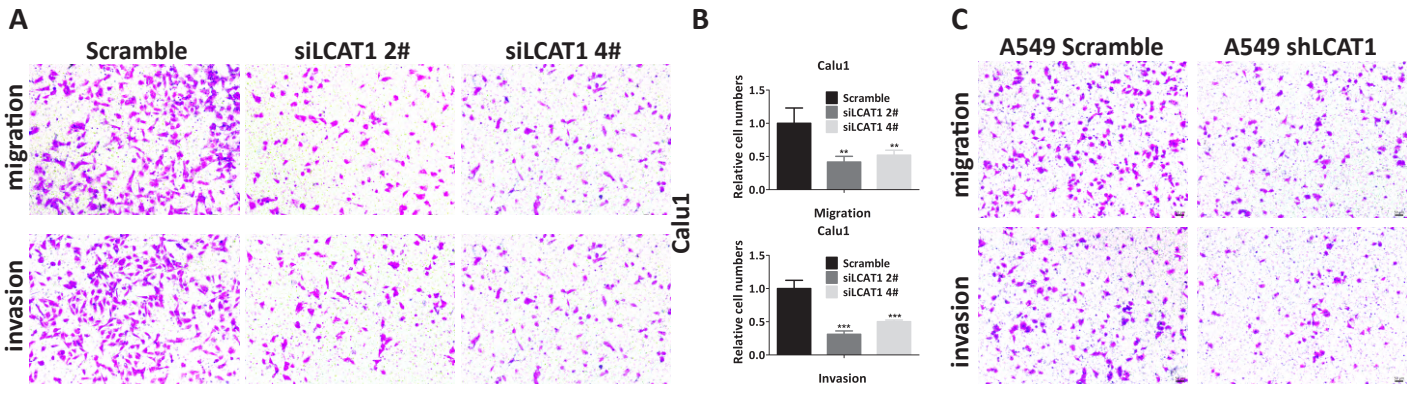 A
Scramble
siLCAT1 2#
siLCAT1 4#
migration
invasion
Calu1
B
Calu1
Relative cell numbers
1.5
1.0
0.5
0.0
Scramble
siLCAT1 2#
siLCAT1 4#
**
**
Migration
Calu1
Relative cell numbers
1.5
1.0
0.5
0.0
Scramble
siLCAT1 2#
siLCAT1 4#
***
***
Invasion
C
A549 Scramble
A549 shLCAT1
migration
invasion